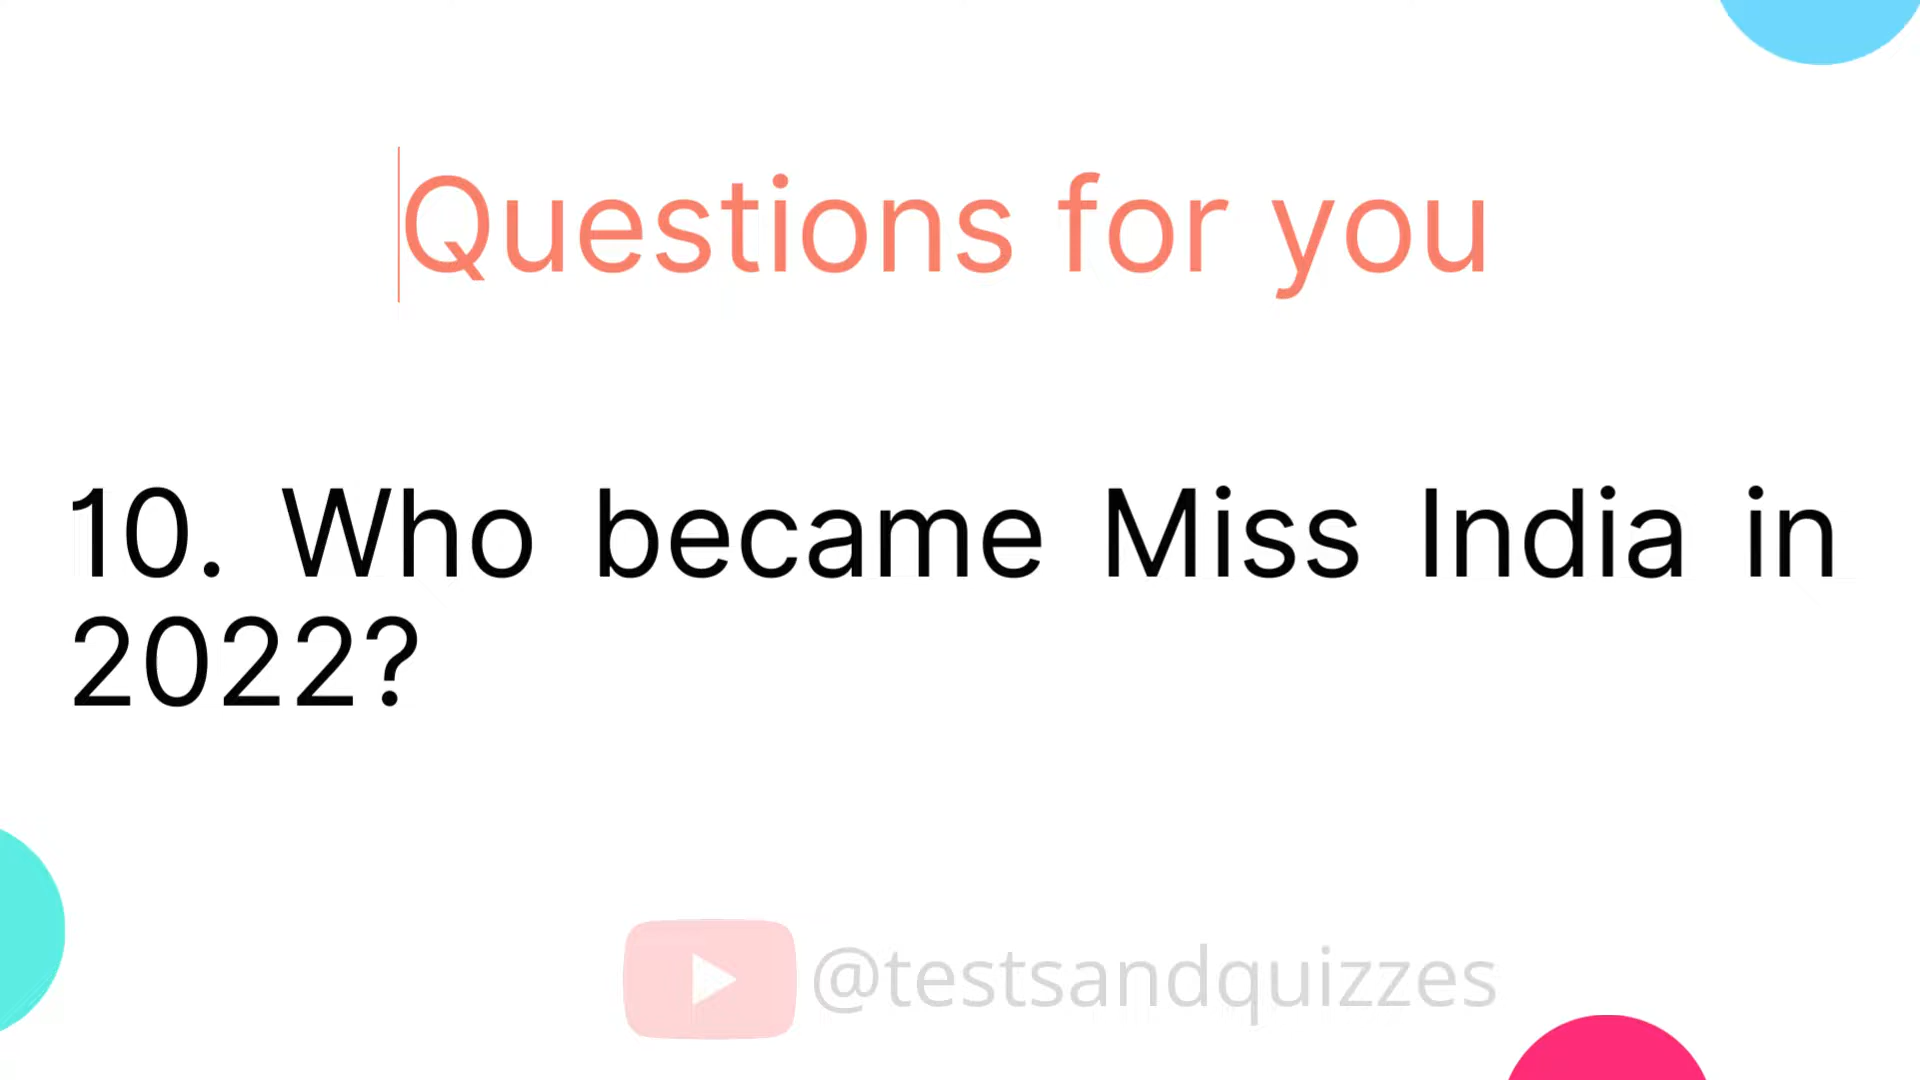 Questions for you
10. Who became Miss India in
2022?
@testsandquizzes